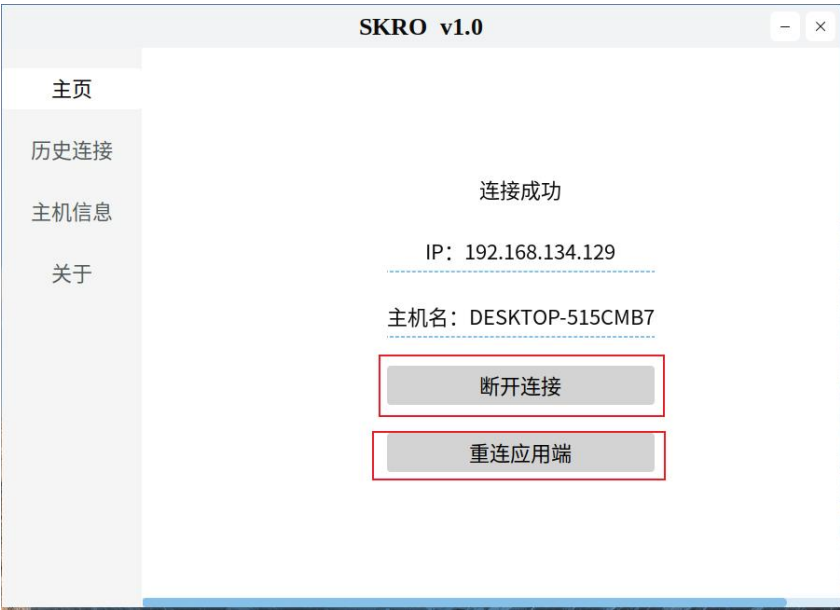 SKRO v1.0
主页
历史连接
主机信息
关于
连接成功
IP：192.168.134.129
主机名：DESKTOP-515CMB7
断开连接
重连应用端